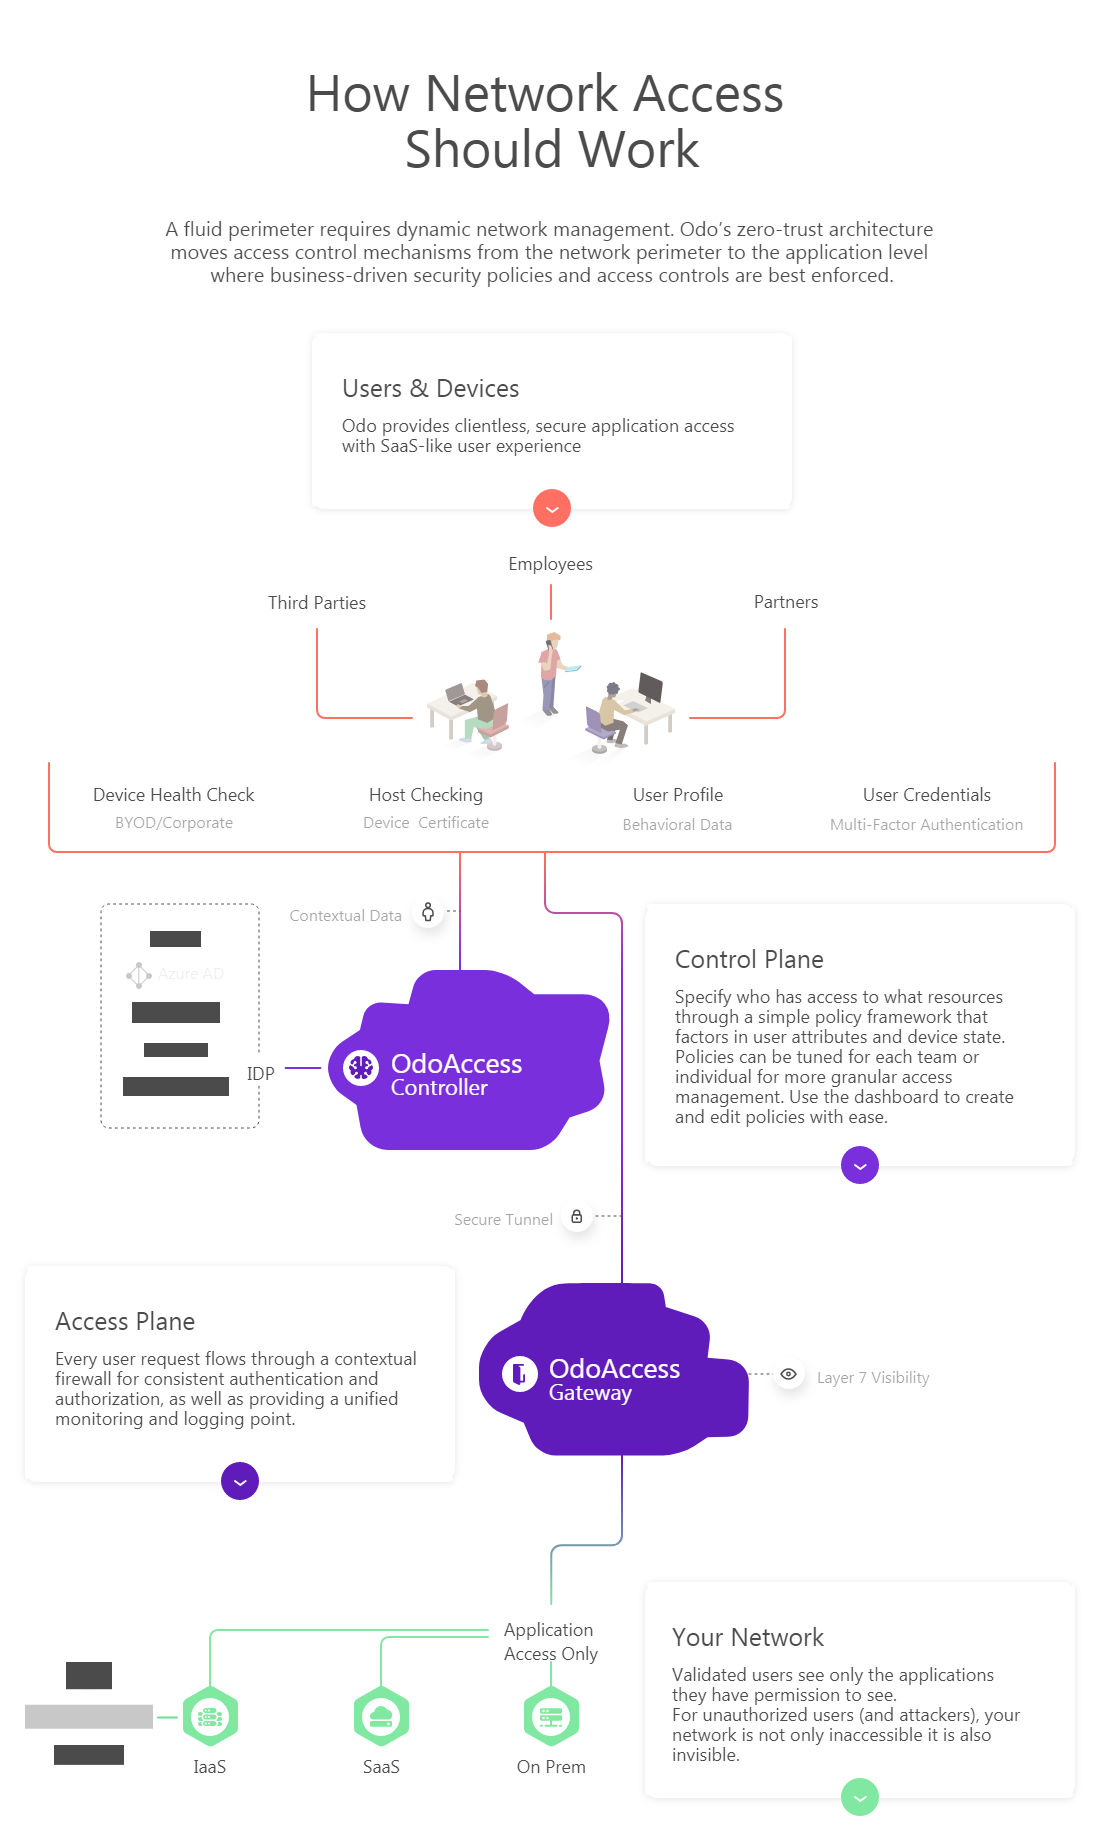 How Network Access
Should Work
A fluid perimeter requires dynamic network management. Odo's zero-trust architecture
moves access control mechanisms from the network perimeter to the application level
where business-driven security policies and access controls are best enforced.
Users & Devices
Odo provides clientless, secure application access
with SaaS-like user experience
Employees
Third Parties
Partners
Device Health Check
BYOD/Corporate
Host Checking
Device Certificate
User Profile
Behavioral Data
User Credentials
Multi-Factor Authentication
Contextual Data
Azure AD
IDP
OdoAccess
Controller
Control Plane
Specify who has access to what resources
through a simple policy framework that
factors in user attributes and device state.
Policies can be tuned for each team or
individual for more granular access
management. Use the dashboard to create
and edit policies with ease.
Secure Tunnel
Access Plane
Every user request flows through a contextual
firewall for consistent authentication and
authorization, as well as providing a unified
monitoring and logging point.
OdoAccess
Gateway
Layer 7 Visibility
Application
Access Only
IaaS
SaaS
On Prem
Your Network
Validated users see only the applications
they have permission to see.
For unauthorized users (and attackers), your
network is not only inaccessible it is also
invisible.